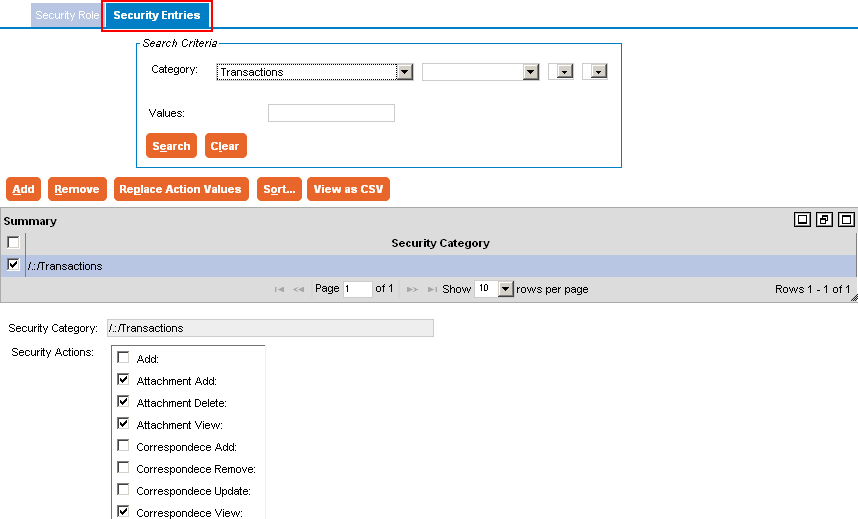 Security Role Security Entries
Search Criteria
Category: Transactions
Values:
Search Clear
Add Remove Replace Action Values Sort... View as CSV
Summary
Security Category
/.:/Transactions
Page 1 of 1 Show 10 rows per page Rows 1 - 1 of 1
Security Category: /.:/Transactions
Security Actions:
Add:
Attachment Add:
Attachment Delete:
Attachment View:
Correspondece Add:
Correspondece Remove:
Correspondece Update:
Correspondece View: